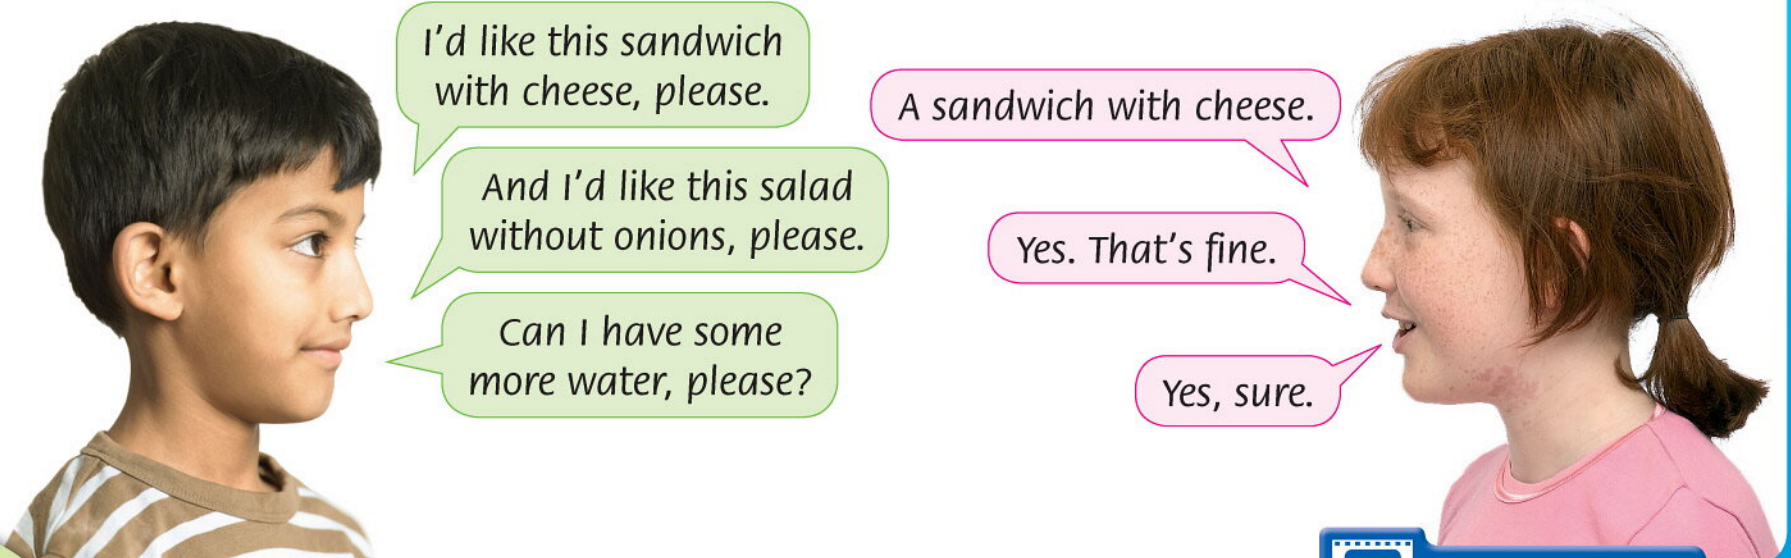 I'd like this sandwich
with cheese, please.
A sandwich with cheese.
And I'd like this salad
without onions, please.
Yes. That's fine.
Can I have some
more water, please?
Yes, sure.